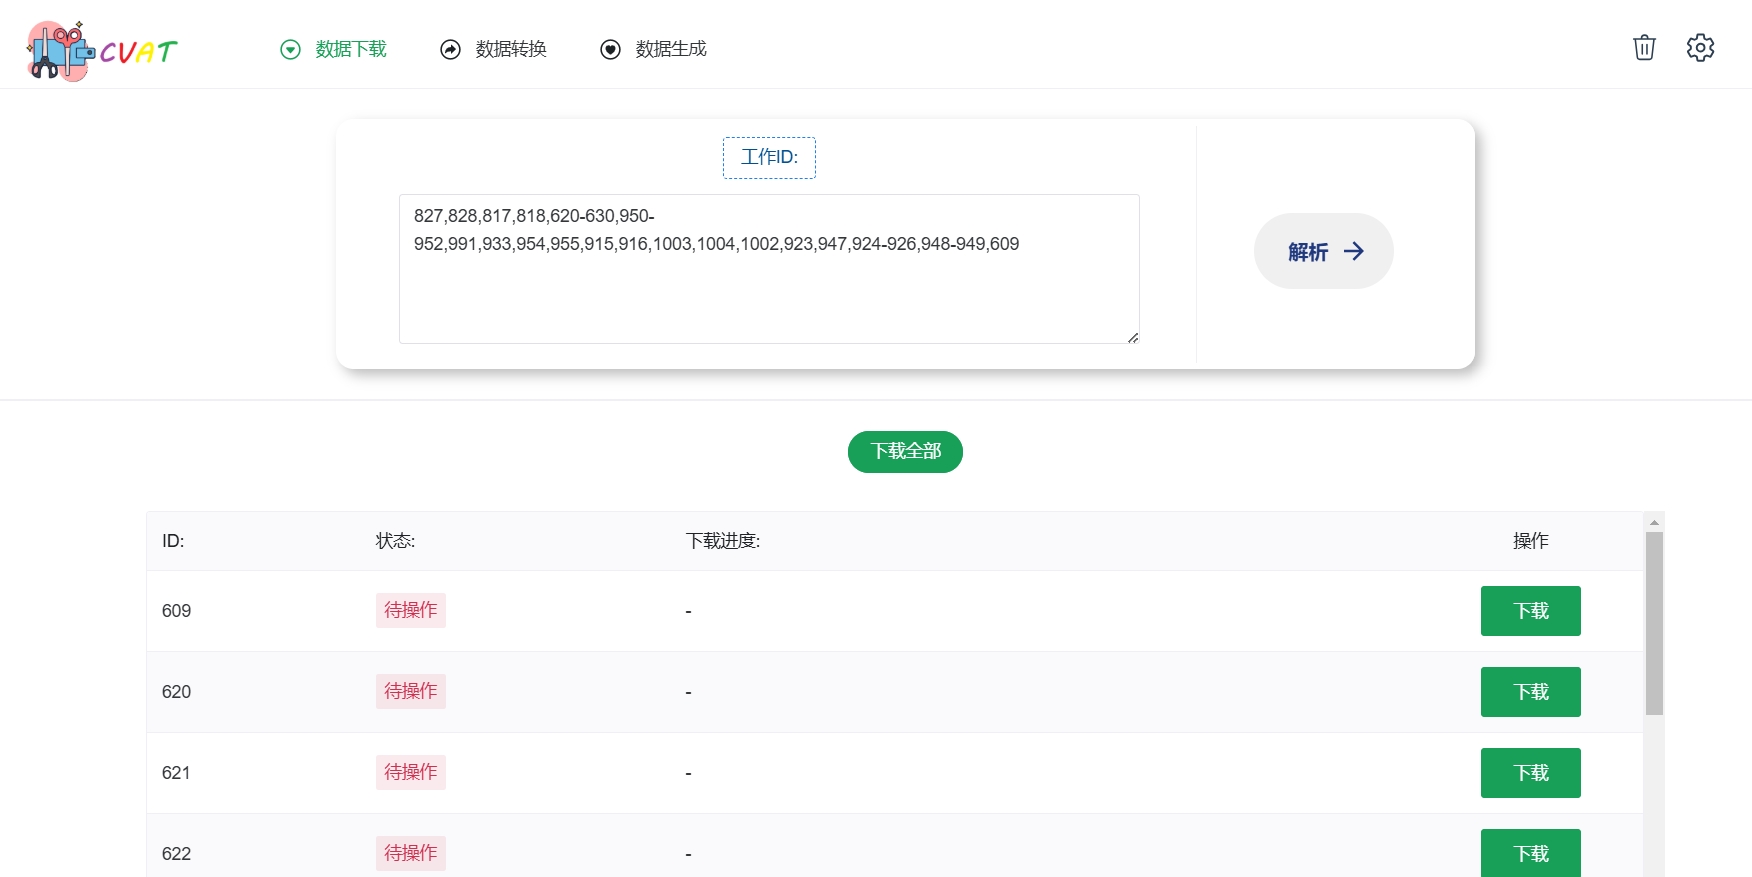 CVAT
数据下载
数据转换
数据生成
工作ID:
827,828,817,818,620-630,950-
952,991,933,954,955,915,916,1003,1004,1002,923,947,924-926,948-949,609
解析
下载全部
ID: 状态: 下载进度: 操作
609 待操作 - 下载
620 待操作 - 下载
621 待操作 - 下载
622 待操作 - 下载